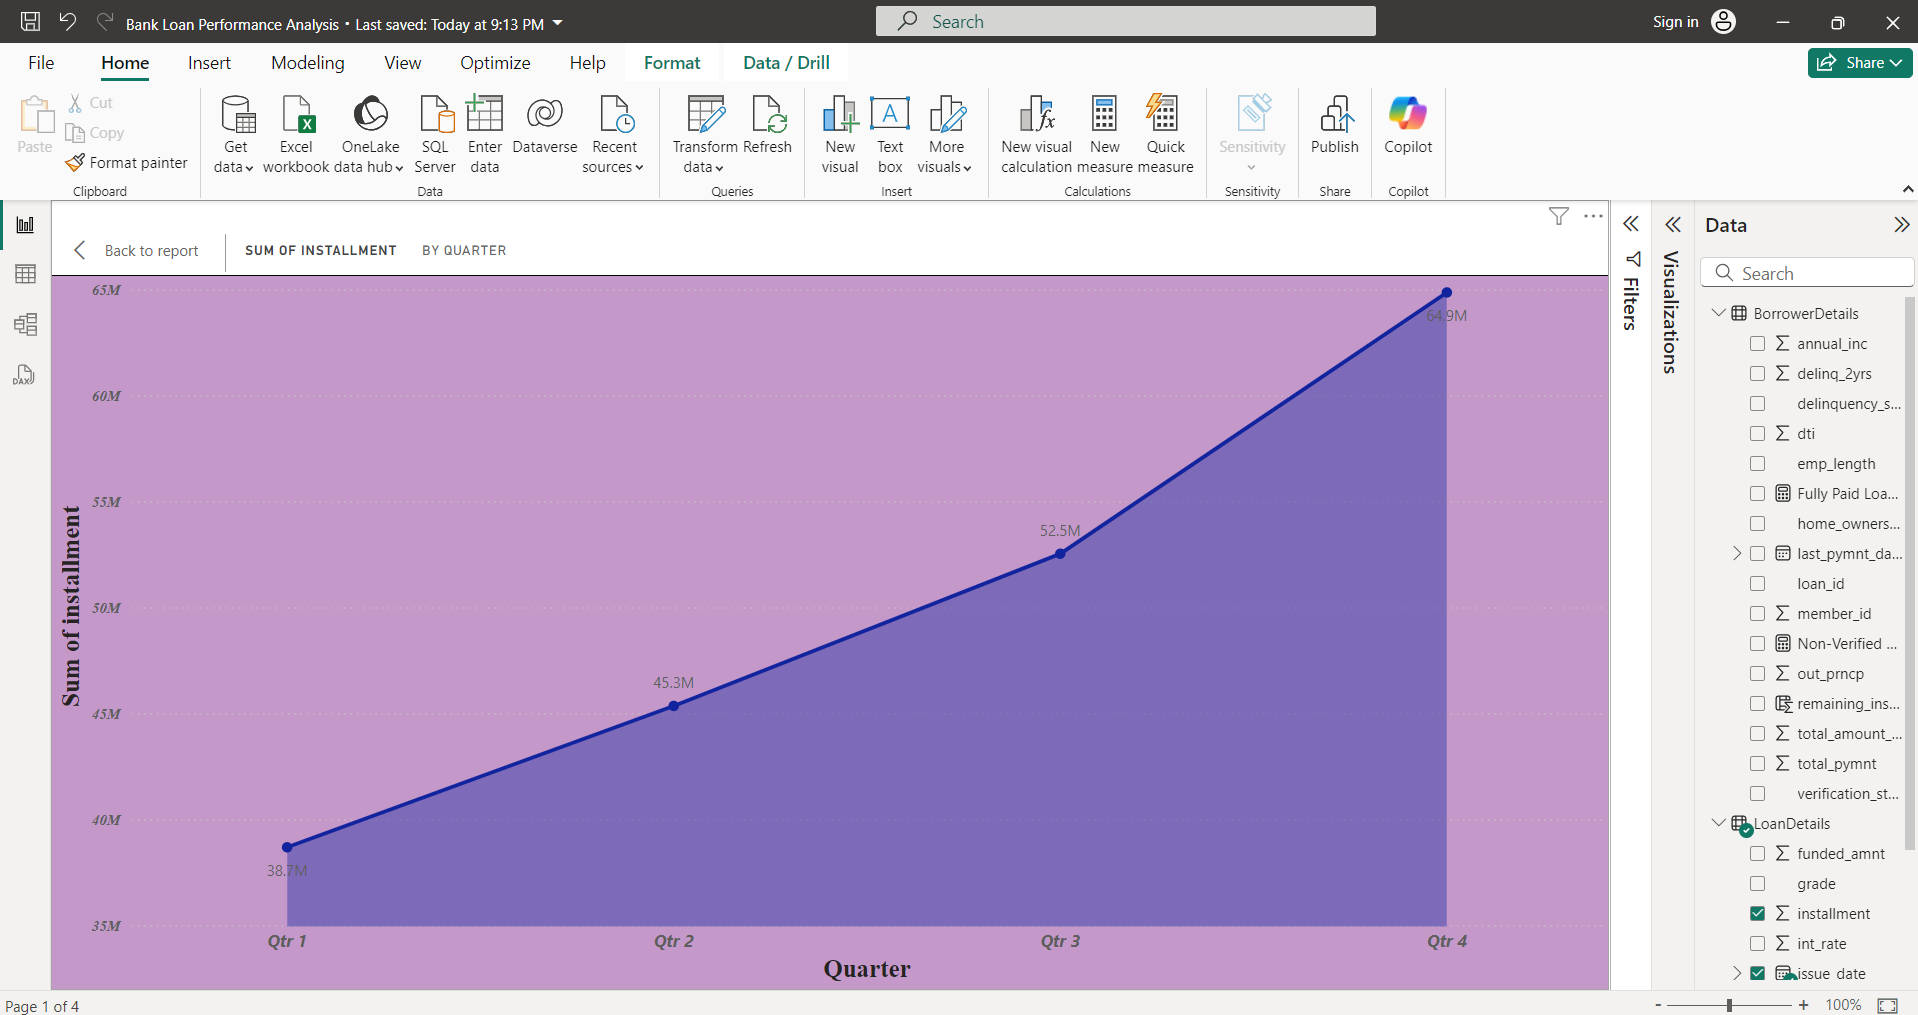 Bank Loan Performance Analysis • Last saved: Today at 9:13 PM
Search
Sign in
File Home Insert Modeling View Optimize Help Format Data / Drill
Share
Paste
Cut
Copy
Format painter
Clipboard
Get data
Excel workbook
OneLake data hub
SQL Server
Enter data
Dataverse
Recent sources
Data
Transform data
Refresh
Queries
New visual
Text box
More visuals
Insert
New visual calculation
New measure
Quick measure
Calculations
Sensitivity
Sensitivity
Publish
Share
Copilot
Copilot
Back to report
SUM OF INSTALLMENT BY QUARTER
65M
60M
55M
50M
45M
40M
35M
Sum of installment
38.7M
45.3M
52.5M
64.9M
Qtr 1 Qtr 2 Qtr 3 Qtr 4
Quarter
Filters
Visualizations
Data
Search
BorrowerDetails
annual_inc
delinq_2yrs
delinquency_s...
dti
emp_length
Fully Paid Loa...
home_owners...
last_pymnt_da...
loan_id
member_id
Non-Verified ...
out_prncp
remaining_ins...
total_amount_...
total_pymnt
verification_st...
LoanDetails
funded_amnt
grade
installment
int_rate
issue_date
DAX
Page 1 of 4
- + 100%